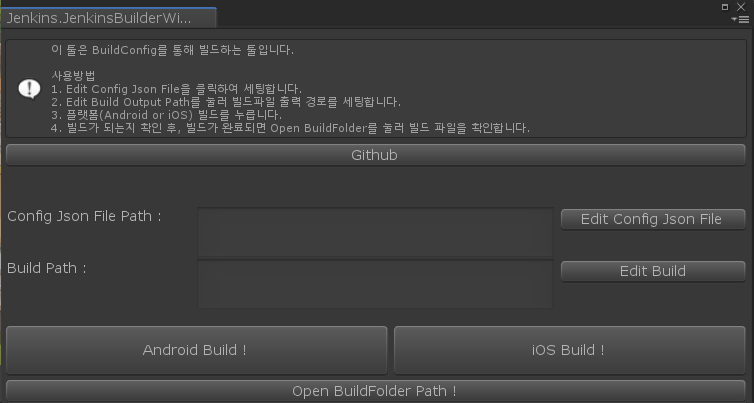 Jenkins.JenkinsBuilderWi...
이 툴은 BuildConfig를 통해 빌드하는 툴입니다.
사용방법
1. Edit Config Json File을 클릭하여 세팅합니다.
2. Edit Build Output Path를 눌러 빌드파일 출력 경로를 세팅합니다.
3. 플랫폼(Android or iOS) 빌드를 누릅니다.
4. 빌드가 되는지 확인 후, 빌드가 완료되면 Open BuildFolder를 눌러 빌드 파일을 확인합니다.
Github
Config Json File Path :
Edit Config Json File
Build Path :
Edit Build
Android Build !
iOS Build !
Open BuildFolder Path !